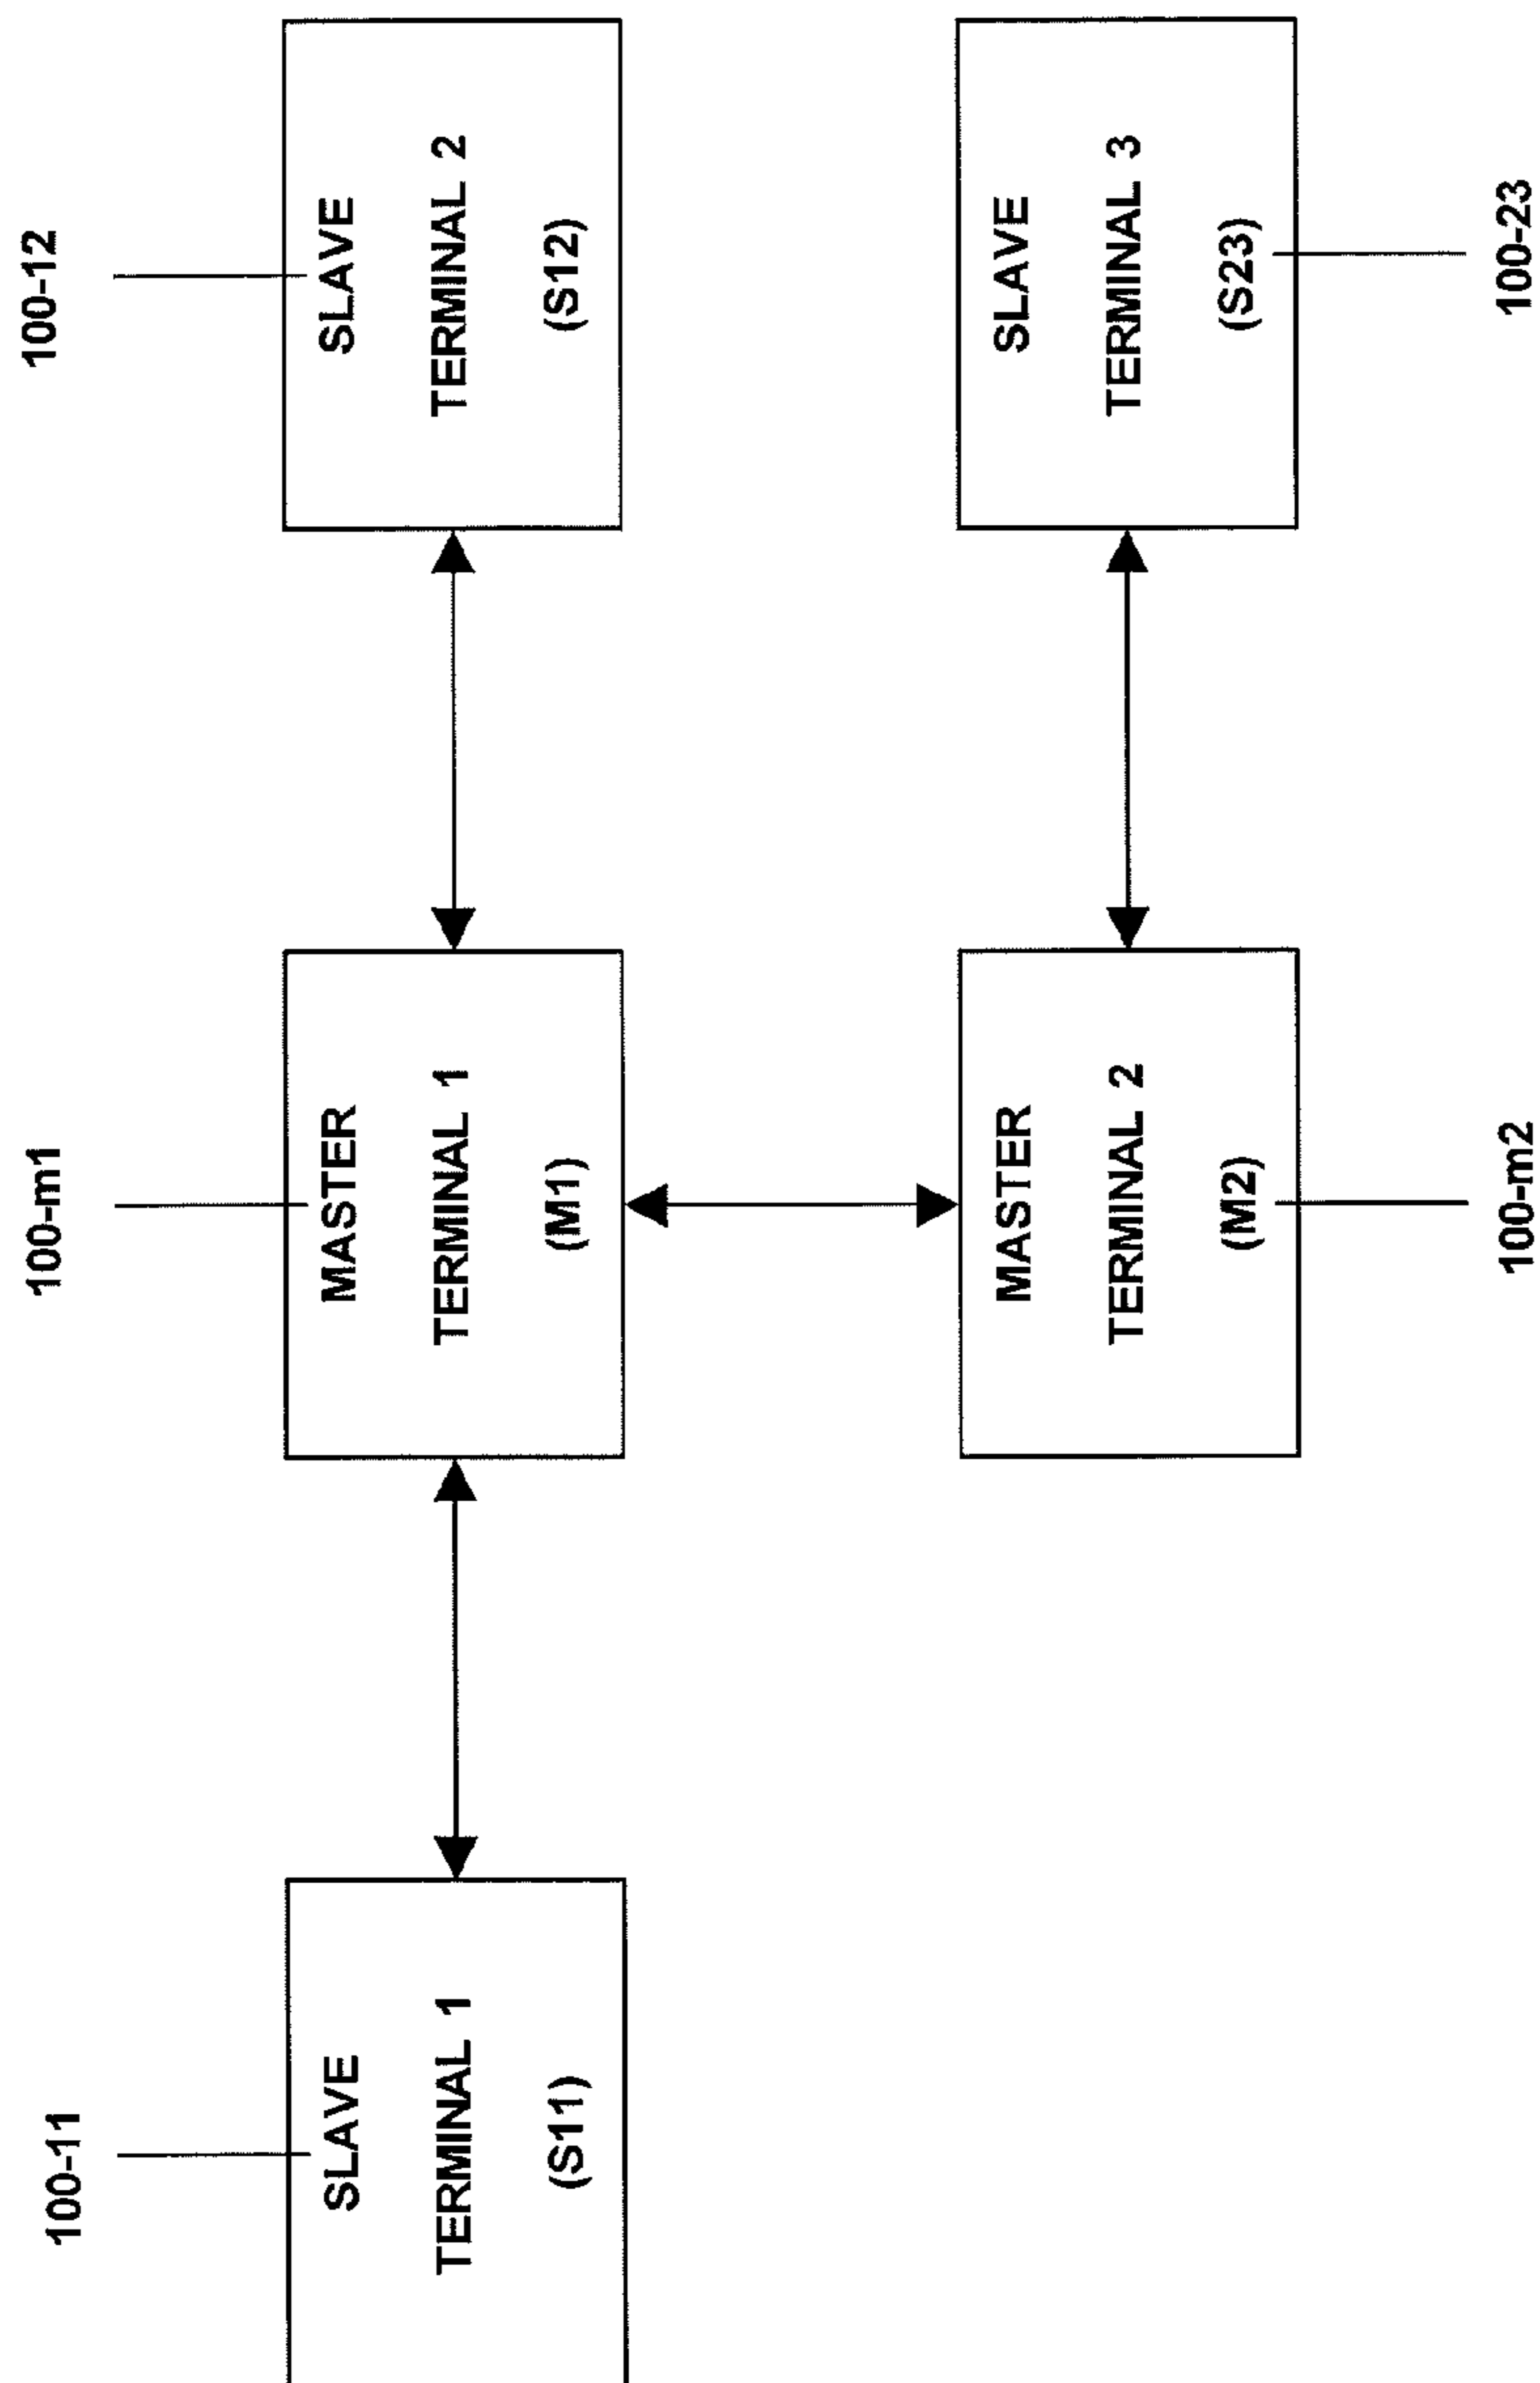 100-11
100-m1
100-12
SLAVE
TERMINAL 1
(S11)
MASTER
TERMINAL 1
(M1)
SLAVE
TERMINAL 2
(S12)
MASTER
TERMINAL 2
(M2)
SLAVE
TERMINAL 3
(S23)
100-m2
100-23